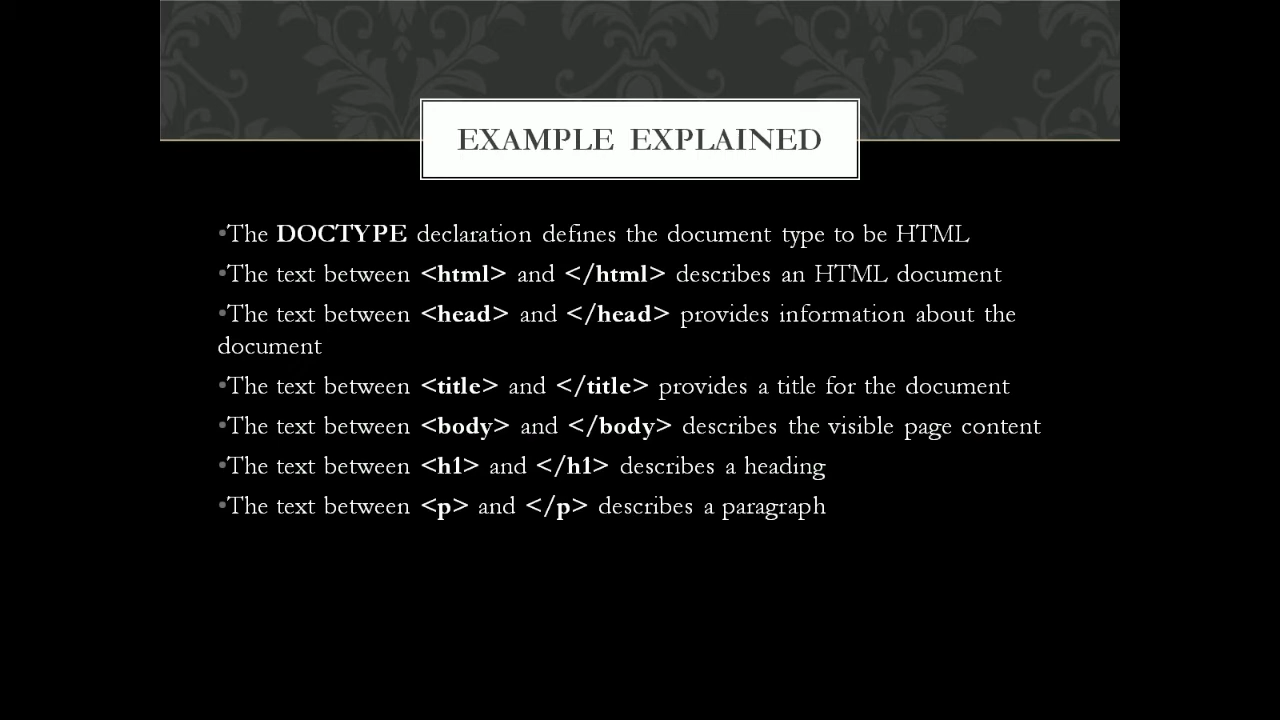 EXAMPLE EXPLAINED
•The DOCTYPE declaration defines the document type to be HTML
•The text between <html> and </html> describes an HTML document
•The text between <head> and </head> provides information about the
document
•The text between <title> and </title> provides a title for the document
•The text between <body> and </body> describes the visible page content
•The text between <h1> and </h1> describes a heading
•The text between <p> and </p> describes a paragraph